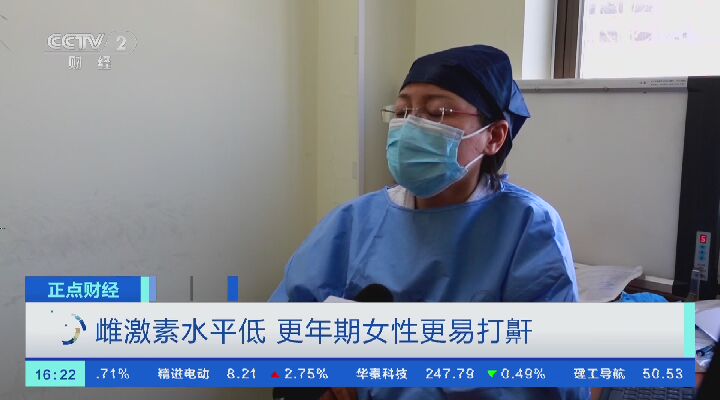 CCTV 2
财经
正点财经
雌激素水平低 更年期女性更易打鼾
16:22 .71% 精进电动 8.21 ▲2.75% 华秦科技 247.79 ▼0.49% 理工导航 50.53